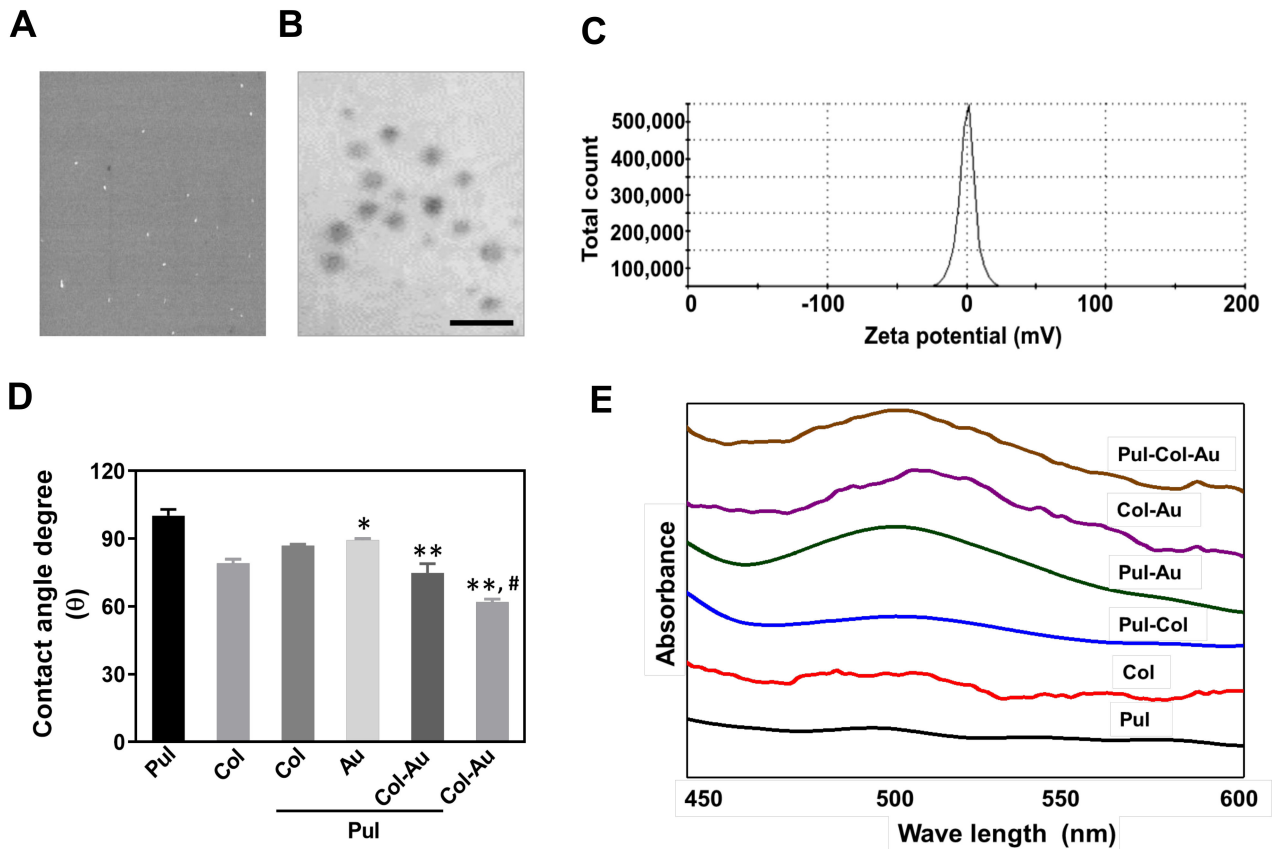 A
B
C
500,000
400,000
300,000
200,000
100,000
Total count
0 -100 0 100 200
Zeta potential (mV)
D
120
90
60
30
0
Contact angle degree
(θ)
*
**
**, #
Pul Col Col Au Col-Au Col-Au
Pul
E
Absorbance
Pul-Col-Au
Col-Au
Pul-Au
Pul-Col
Col
Pul
450 500 550 600
Wave length (nm)